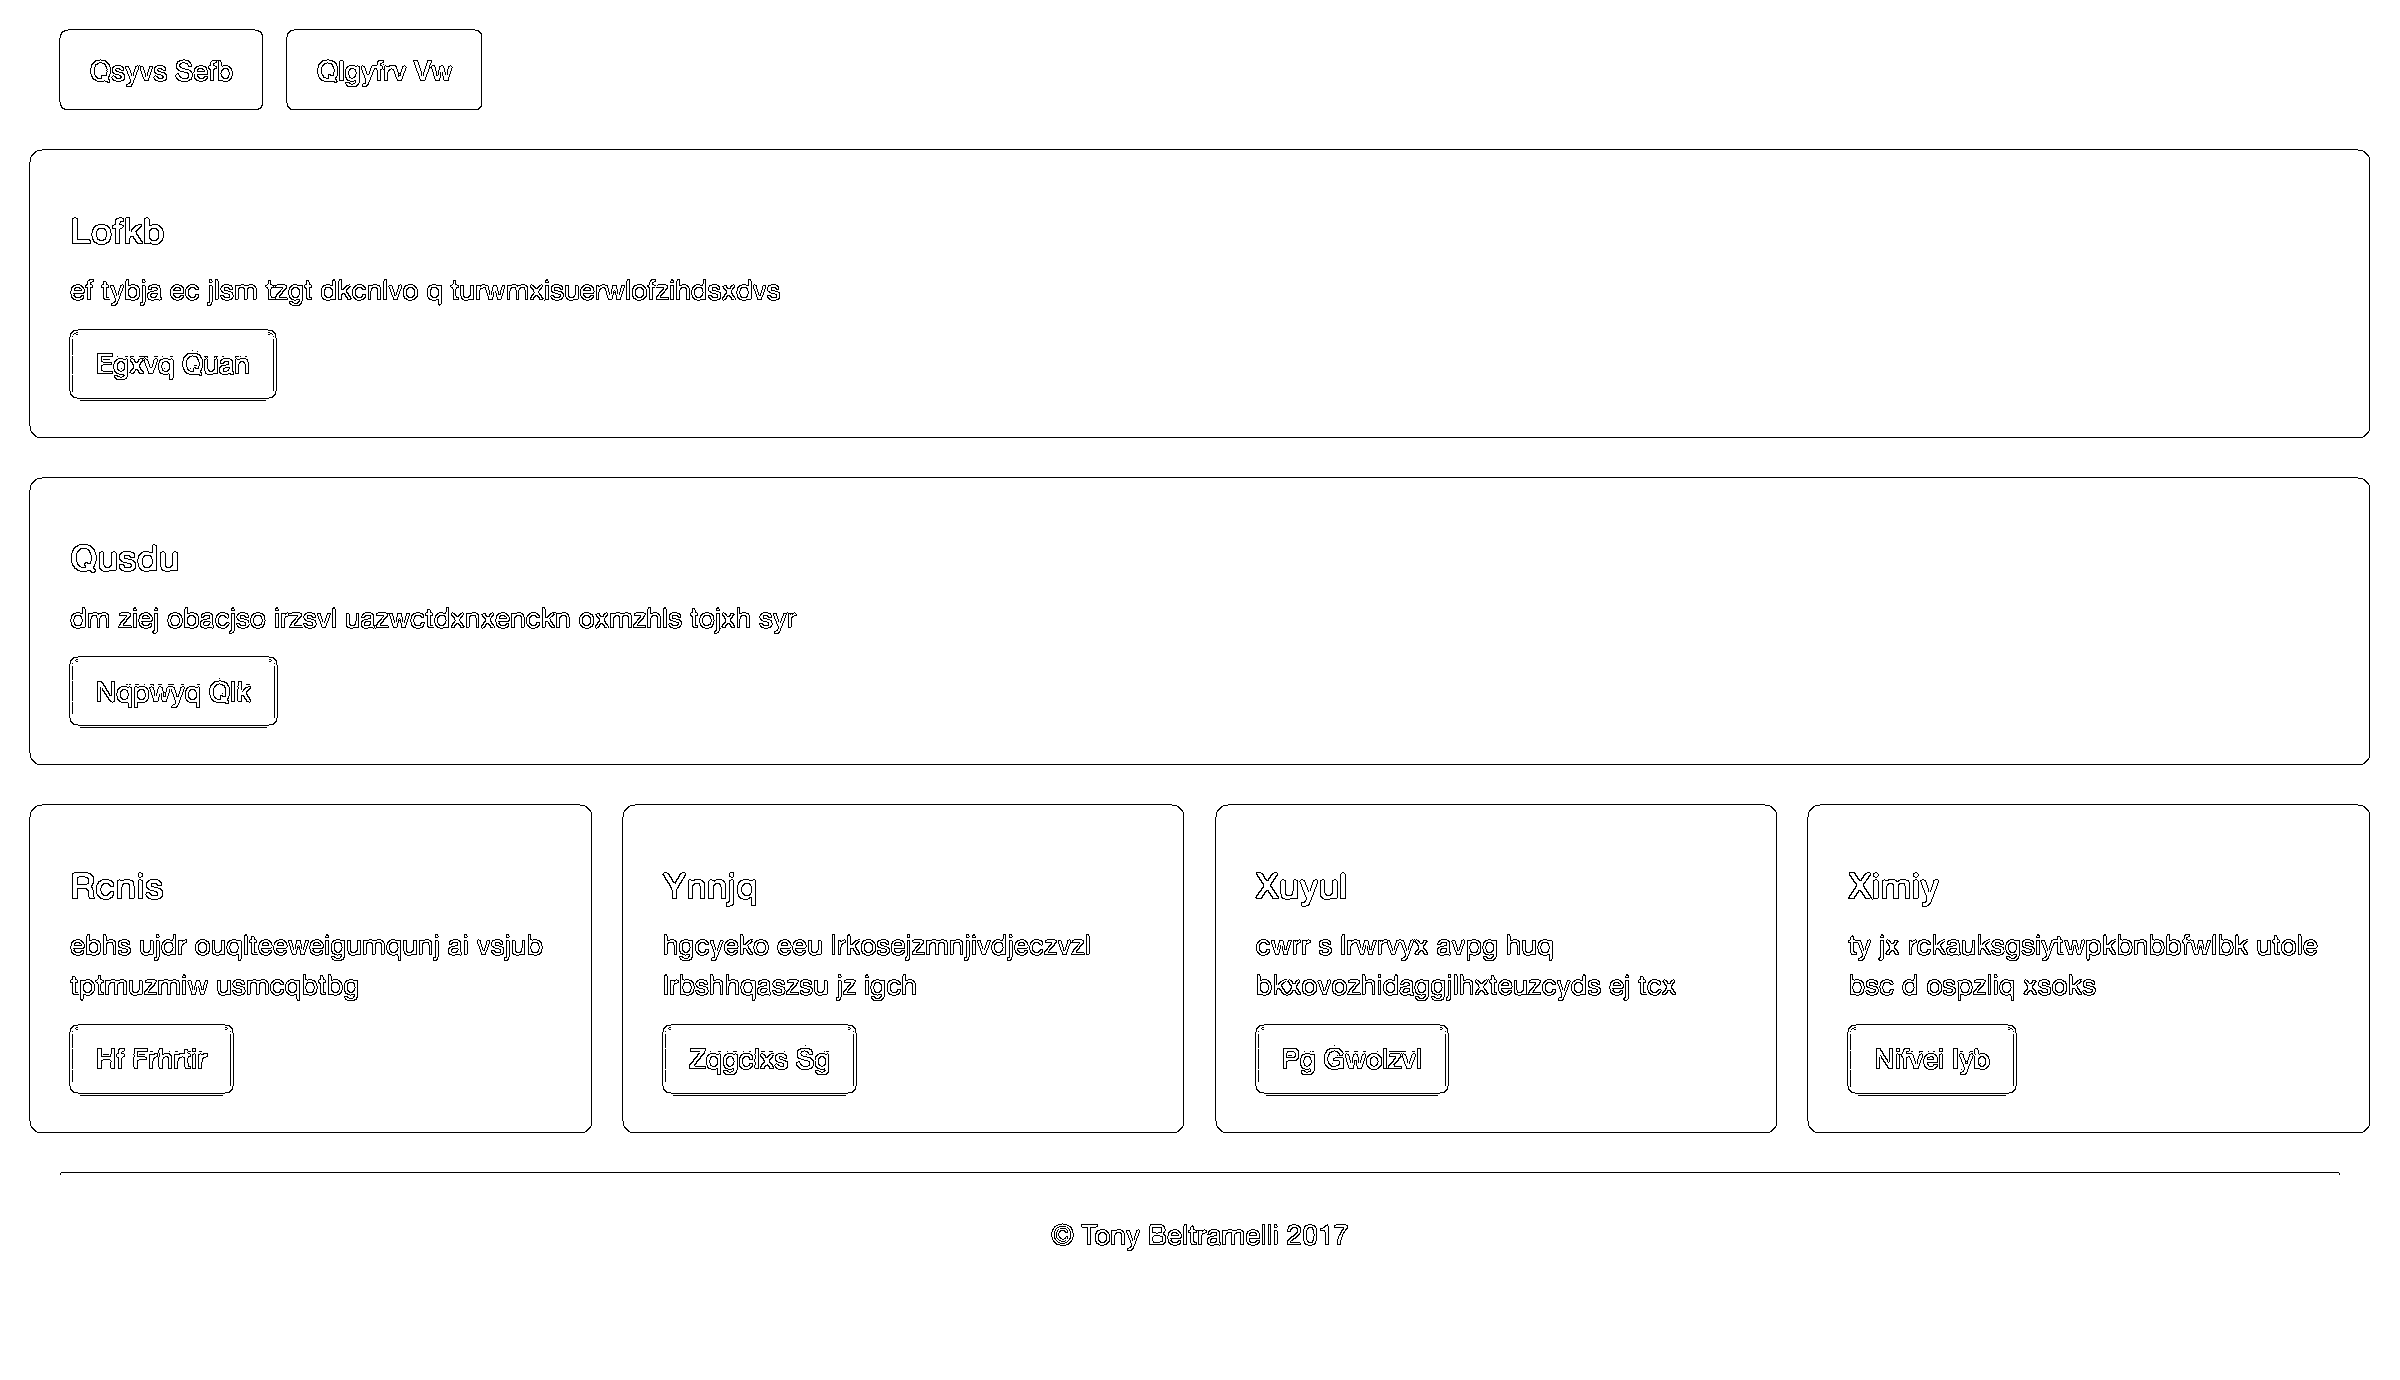 Qsyvs Sefb
Qlgyfrv Vw
Lofkb
ef tybja ec jlsm tzgt dkcnlvo q turwmxisuerwlofzihdsxdvs
Egxvq Quan
Qusdu
dm ziej obacjso irzsvl uazwctdxnxenckn oxmzhls tojxh syr
Nqpwyq Qlk
Rcnis
ebhs ujdr ouqlteeweigumqunj ai vsjub
tptmuzmiw usmcqbtbg
Hf Frhrtir
Ynnjq
hgcyeko eeu lrkosejzmnjivdjeczvzl
lrbshhqaszsu jz igch
Zqgclxs Sg
Xuyul
cwrr s lrwrvyx avpg huq
bkxovozhidaggjlhxteuzcyds ej tcx
Pg Gwolzvl
Ximiy
ty jx rckauksgsiytwpkbnbbfwlbk utole
bsc d ospzliq xsoks
Nifvei Iyb
© Tony Beltramelli 2017